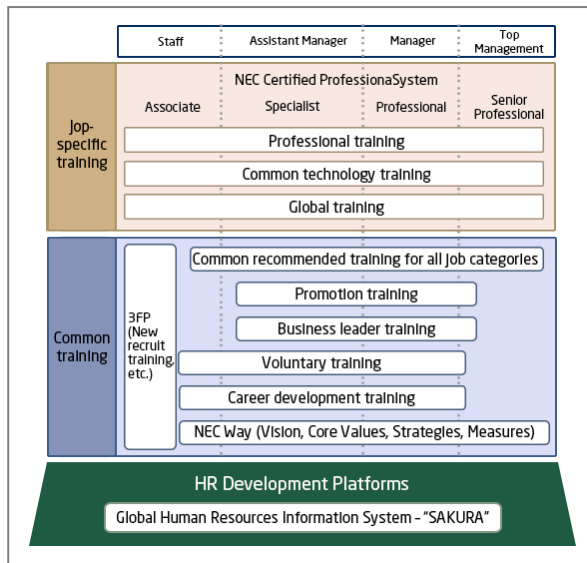 Staff
Assistant Manager
Manager
Top
Management
Jop-
specific
training
NEC Certified ProfessionaSystem
Associate
Specialist
Professional
Senior
Professional
Professional training
Common technology training
Global training
Common
training
3FP
(New
recruit
training,
etc.)
Common recommended training for all job categories
Promotion training
Business leader training
Voluntary training
Career development training
NEC Way (Vision, Core Values, Strategies, Measures)
HR Development Platforms
Global Human Resources Information System – “SAKURA”